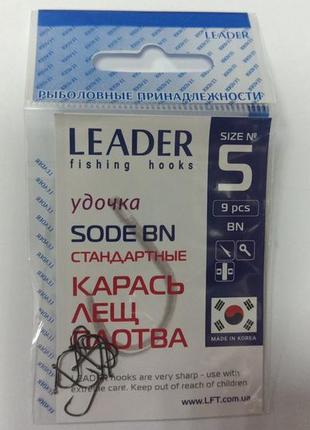 LEADER
РЫБОЛОВНЫЕ ПРИНАДЛЕЖНОСТИ
LEADER
fishing hooks
SIZE №
5
9 pcs
BN
удочка
SODE BN
СТАНДАРТНЫЕ
КАРАСЬ
ЛЕЩ
ПЛОТВА
MADE IN KOREA
LEADER hooks are very sharp - use with
extreme care. Keep out of reach of children
www.LFT.com.ua